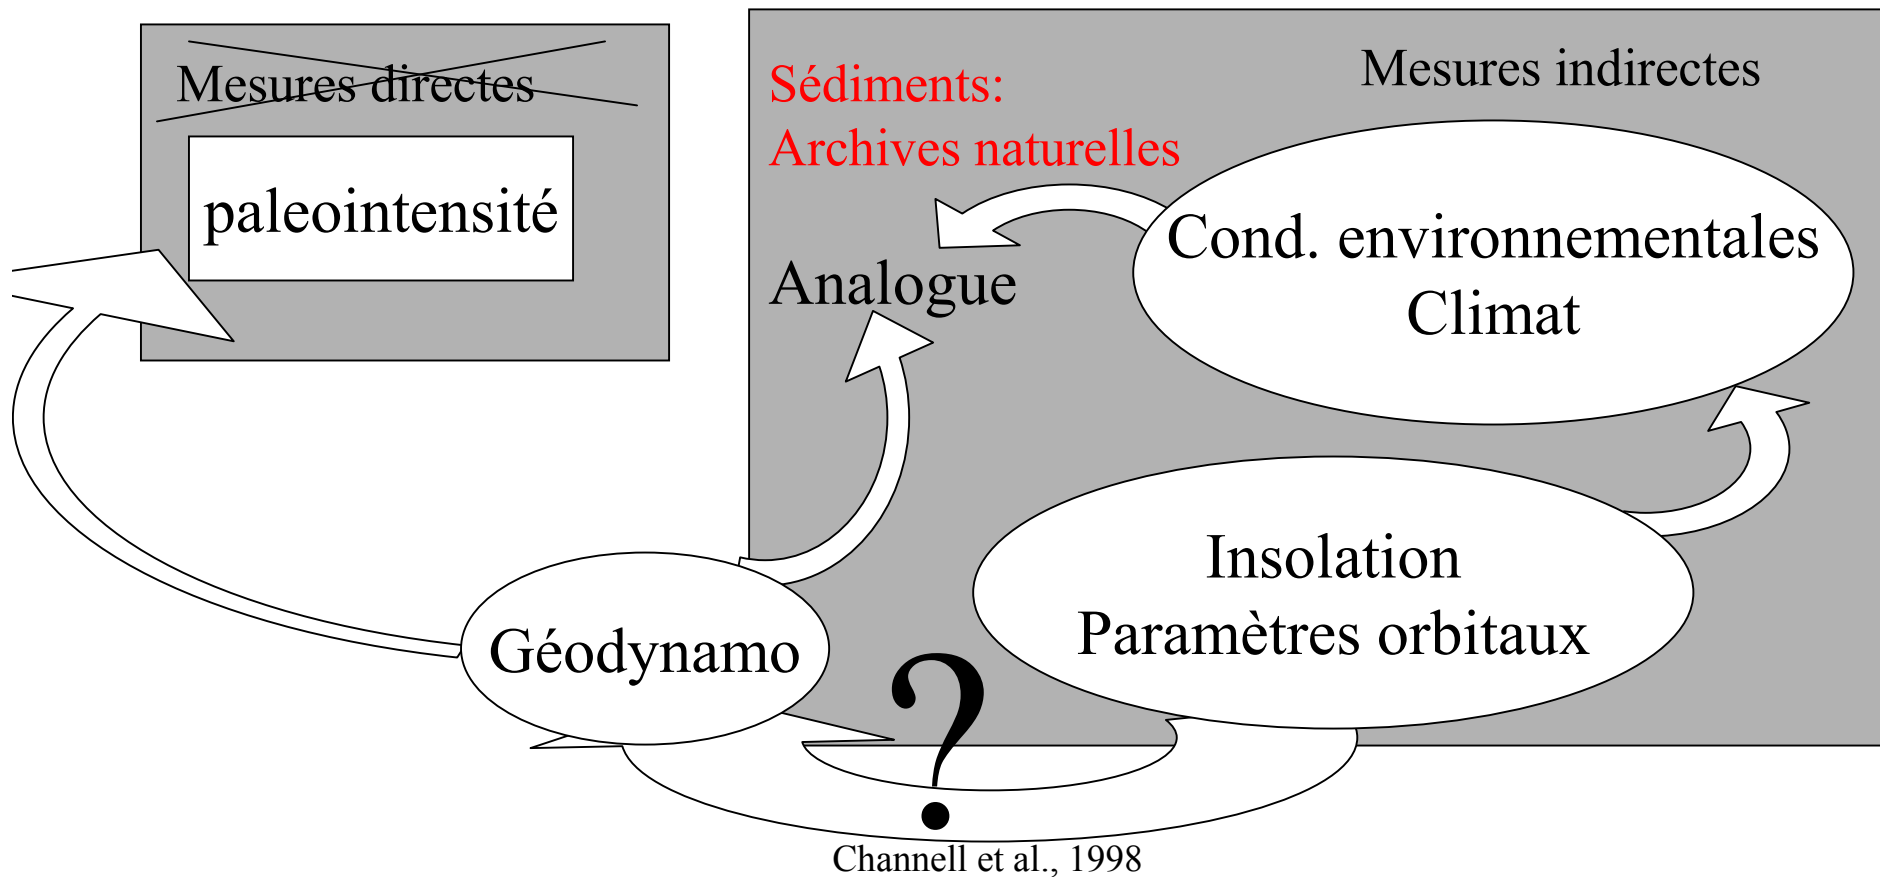 Mesures directes
paleointensité
Sédiments:
Archives naturelles
Mesures indirectes
Analogue
Cond. environnementales
Climat
Insolation
Paramètres orbitaux
Géodynamo
?
Channell et al., 1998